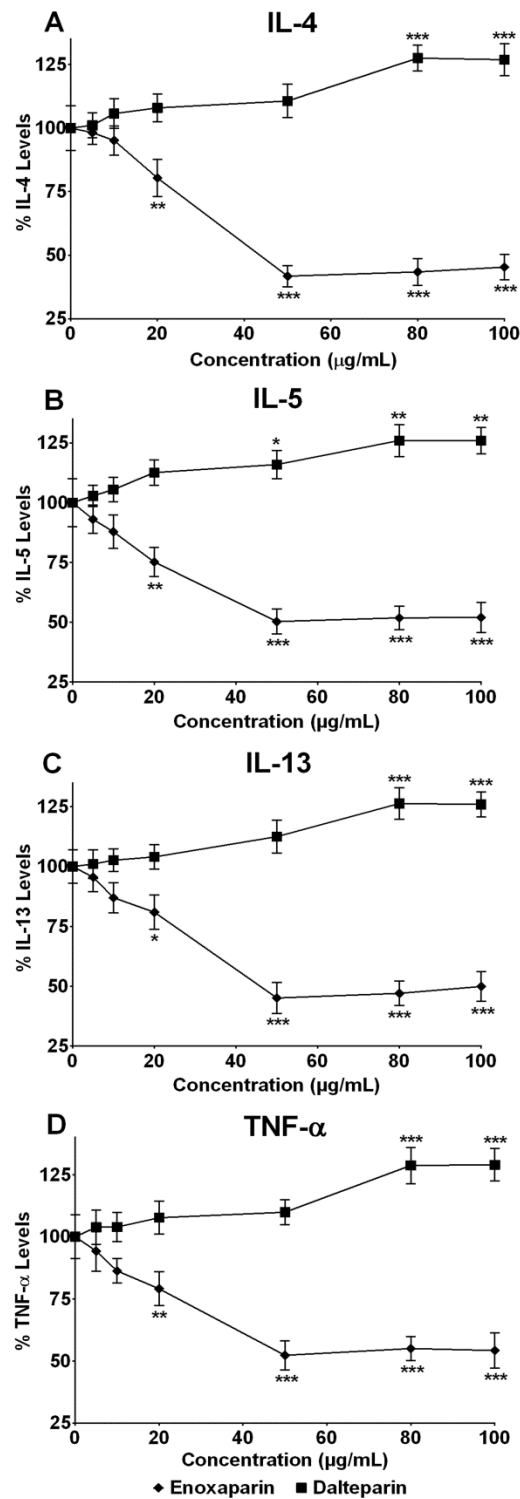 A
IL-4
*** ***
125
100
75
50
25
% IL-4 Levels
**
*** *** ***
0 20 40 60 80 100
Concentration (μg/mL)
B
IL-5
* ** **
125
100
75
50
25
% IL-5 Levels
**
*** *** ***
0 20 40 60 80 100
Concentration (μg/mL)
C
IL-13
*** ***
125
100
75
50
25
% IL-13 Levels
*
*** *** ***
0 20 40 60 80 100
Concentration (μg/mL)
D
TNF-α
*** ***
125
100
75
50
25
% TNF-α Levels
**
*** *** ***
0 20 40 60 80 100
Concentration (μg/mL)
Enoxaparin Dalteparin